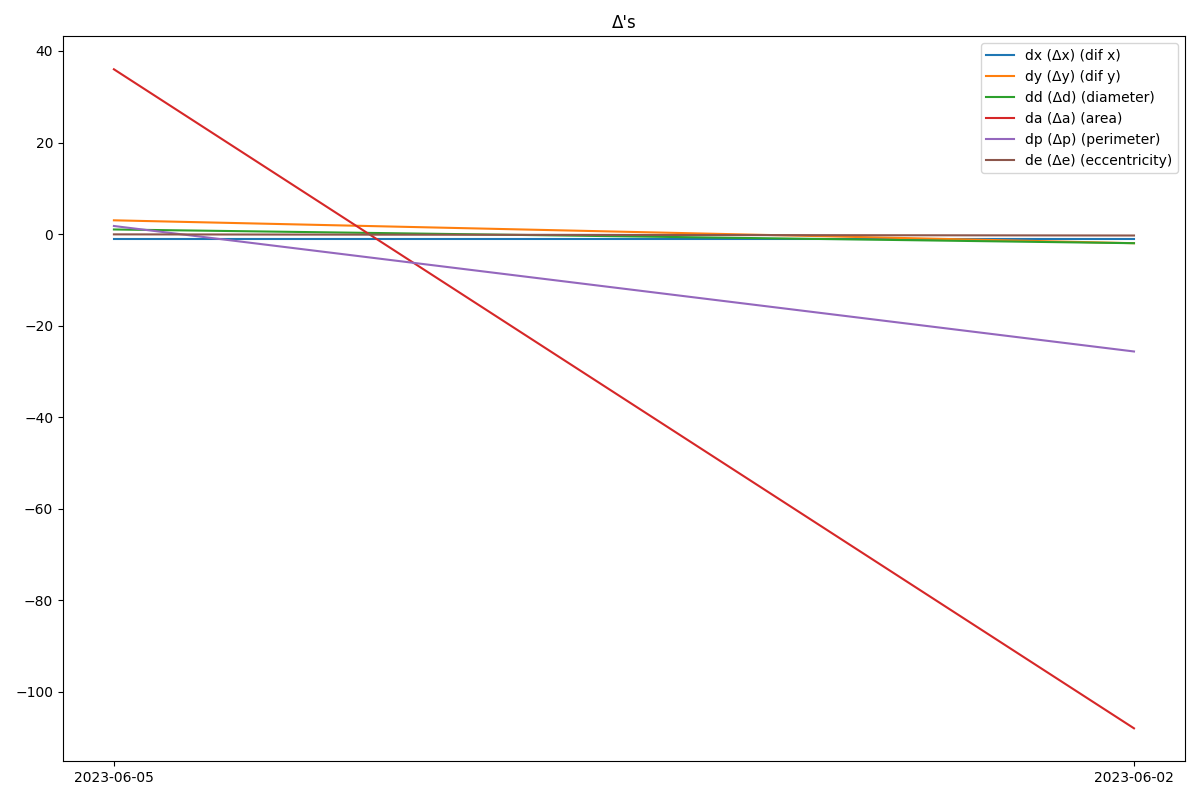 Δ's
40
20
0
−20
−40
−60
−80
−100
2023-06-05
2023-06-02
dx (Δx) (dif x)
dy (Δy) (dif y)
dd (Δd) (diameter)
da (Δa) (area)
dp (Δp) (perimeter)
de (Δe) (eccentricity)